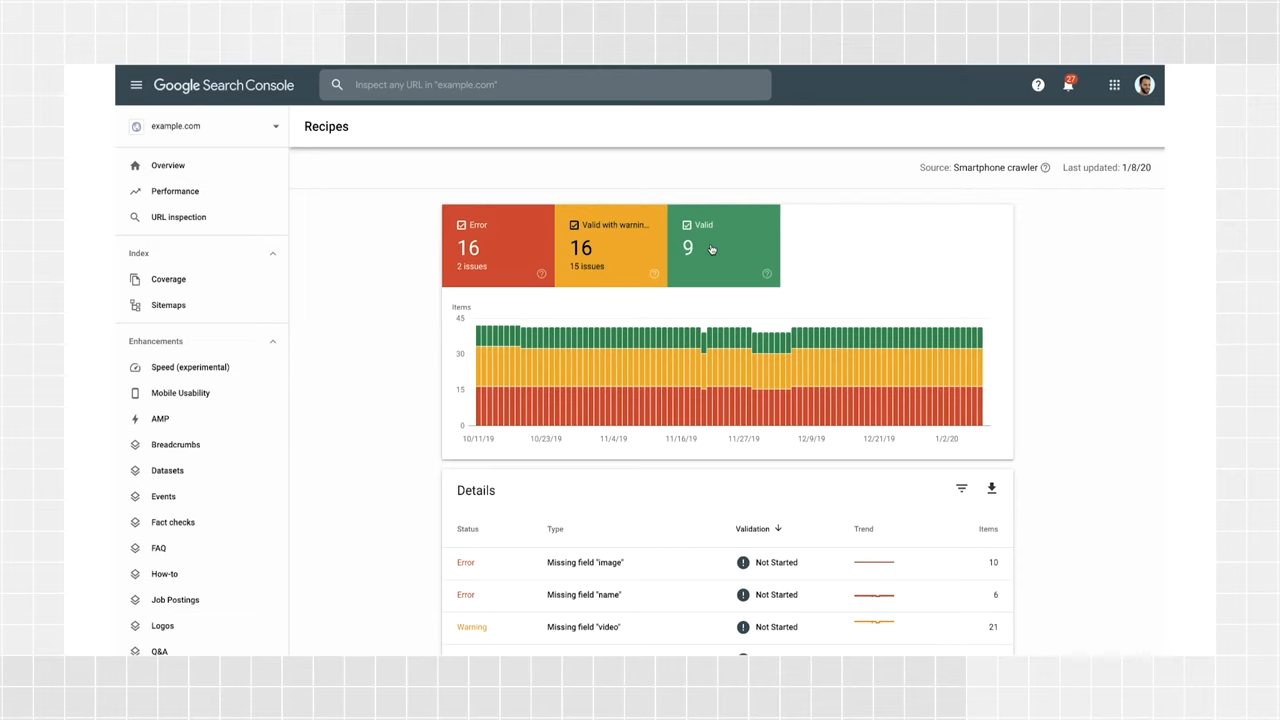 Google Search Console
Inspect any URL in "example.com"
27
example.com
Recipes
Overview
Performance
URL inspection
Index
Coverage
Sitemaps
Enhancements
Speed (experimental)
Mobile Usability
AMP
Breadcrumbs
Datasets
Events
Fact checks
FAQ
How-to
Job Postings
Logos
Q&A
Source: Smartphone crawler Last updated: 1/8/20
Error
16
2 issues
Valid with warnin...
16
15 issues
Valid
9
Items
45
30
15
0
10/11/19 10/23/19 11/4/19 11/16/19 11/27/19 12/9/19 12/21/19 1/2/20
Details
Status Type Validation Trend Items
Error Missing field "image" Not Started 10
Error Missing field "name" Not Started 6
Warning Missing field "video" Not Started 21